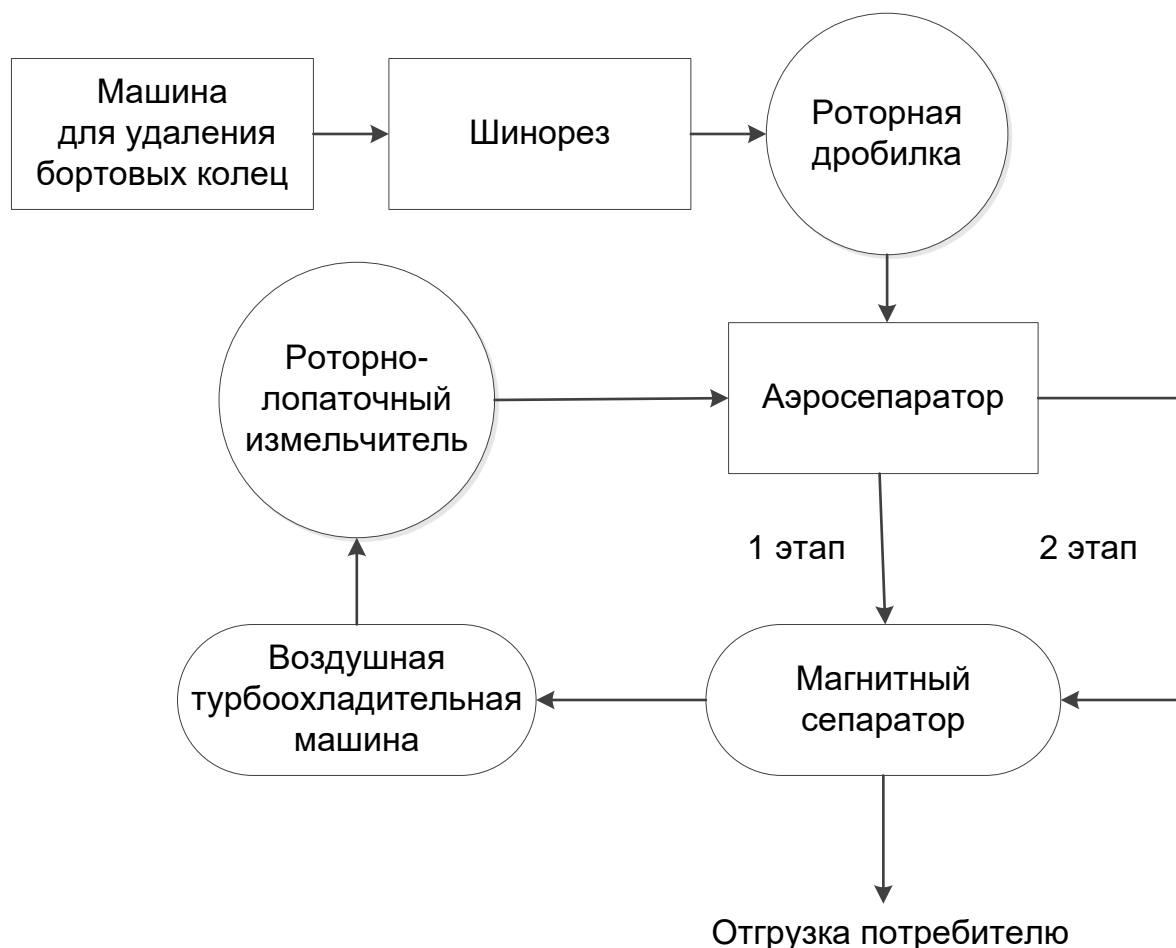 Машина
для удаления
бортовых колец
Шинорез
Роторная
дробилка
Роторно-
лопаточный
измельчитель
Аэросепаратор
1 этап
2 этап
Воздушная
турбоохладительная
машина
Магнитный
сепаратор
Отгрузка потребителю